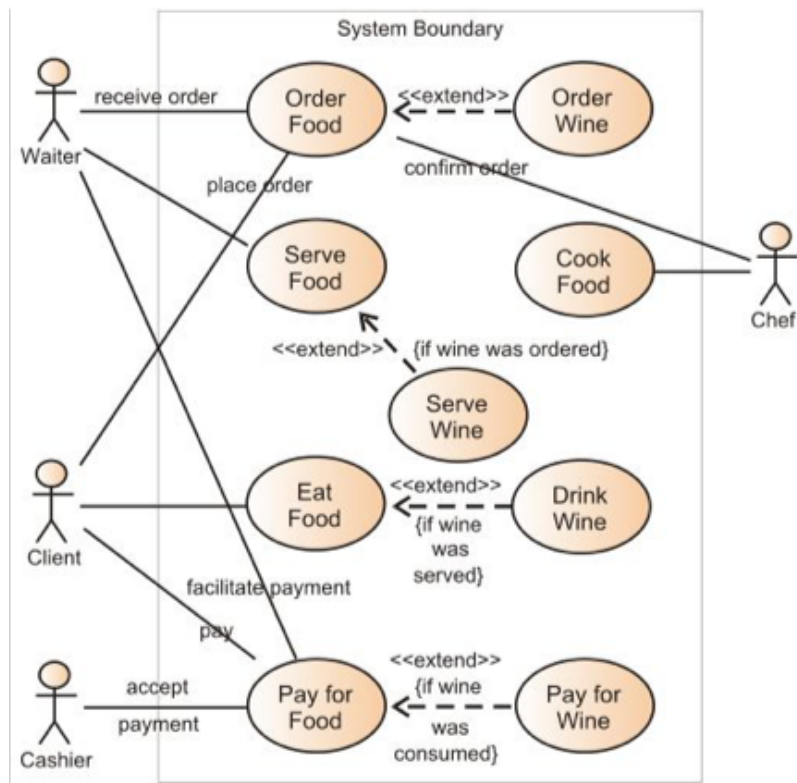 System Boundary
receive order
Order
Food
<<extend>>
Order
Wine
Waiter
place order
confirm order
Serve
Food
Cook
Food
Chef
<<extend>>
{if wine was ordered}
Serve
Wine
Eat
Food
<<extend>>
{if wine
was
served}
Drink
Wine
Client
facilitate payment
pay
accept
payment
Pay for
Food
<<extend>>
{if wine
was
consumed}
Pay for
Wine
Cashier